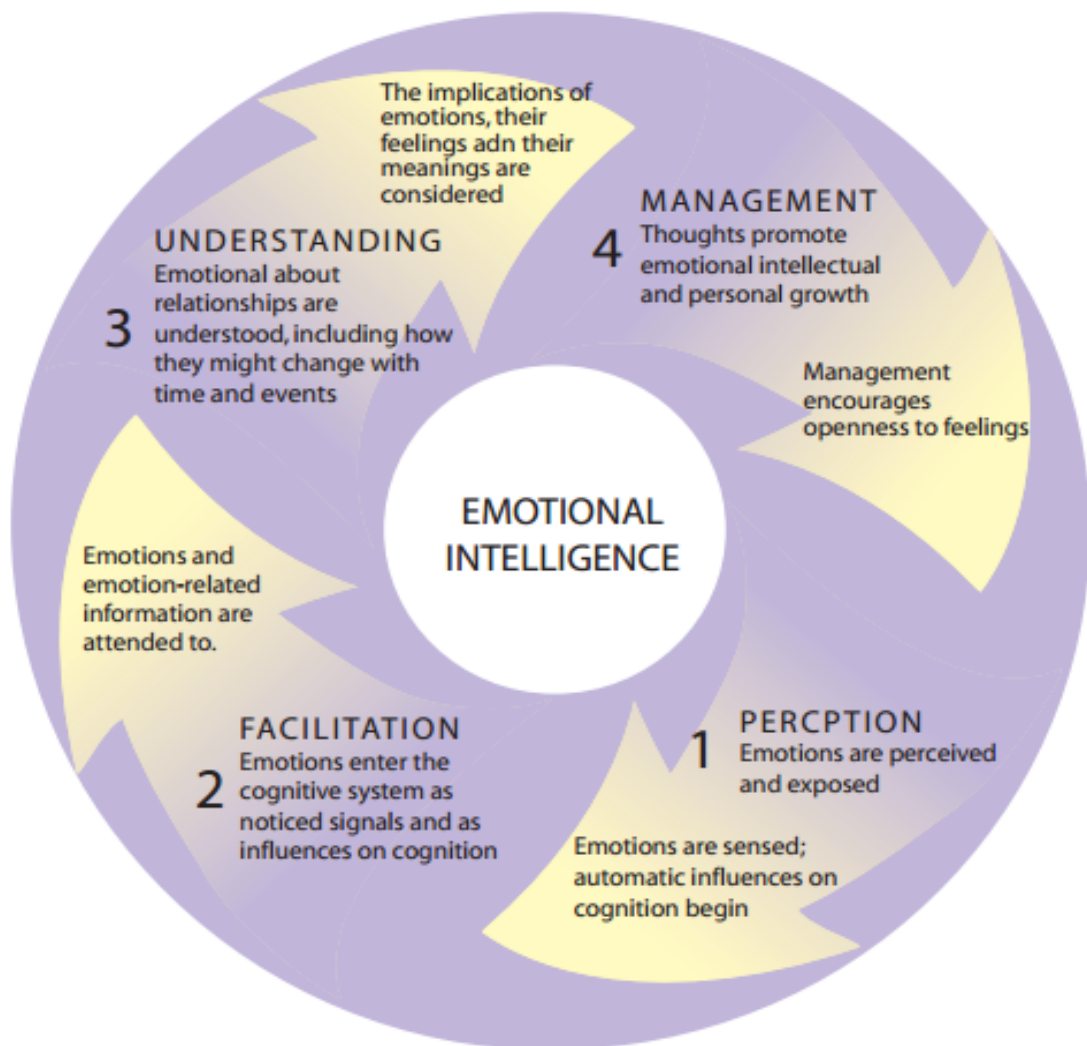 The implications of
emotions, their
feelings adn their
meanings are
considered
MANAGEMENT
4
Thoughts promote
emotional intellectual
and personal growth
UNDERSTANDING
3
Emotional about
relationships are
understood, including how
they might change with
time and events
Management
encourages
openness to feelings
EMOTIONAL
INTELLIGENCE
Emotions and
emotion-related
information are
attended to.
FACILITATION
2
Emotions enter the
cognitive system as
noticed signals and as
influences on cognition
PERCPTION
1
Emotions are perceived
and exposed
Emotions are sensed;
automatic influences on
cognition begin